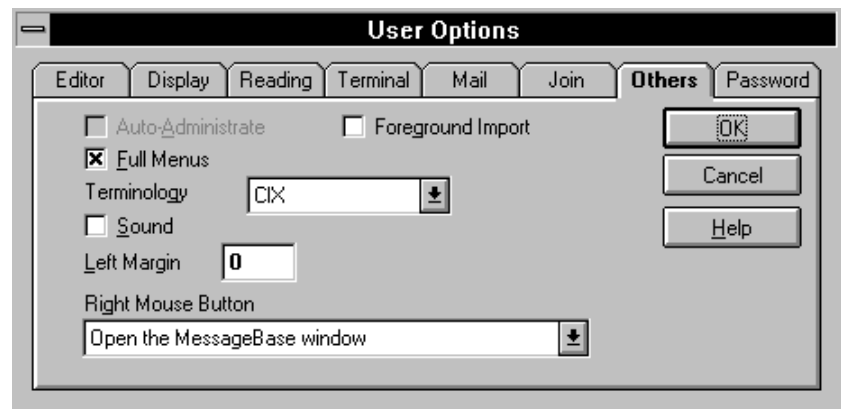 User Options
Editor Display Reading Terminal Mail Join Others Password
Auto-Administrate Foreground Import OK
Full Menus
Cancel
Terminology CIX
Sound Help
Left Margin 0
Right Mouse Button
Open the MessageBase window